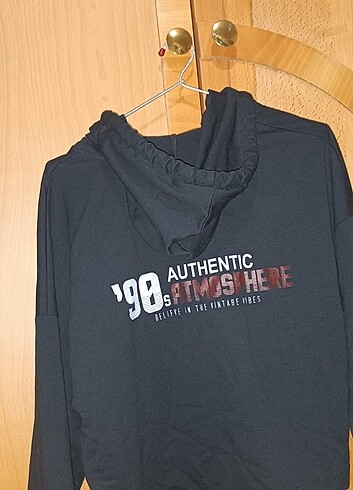 AUTHENTIC
'90s ATMOSPHERE
BELIEVE IN THE VINTAGE VIBES